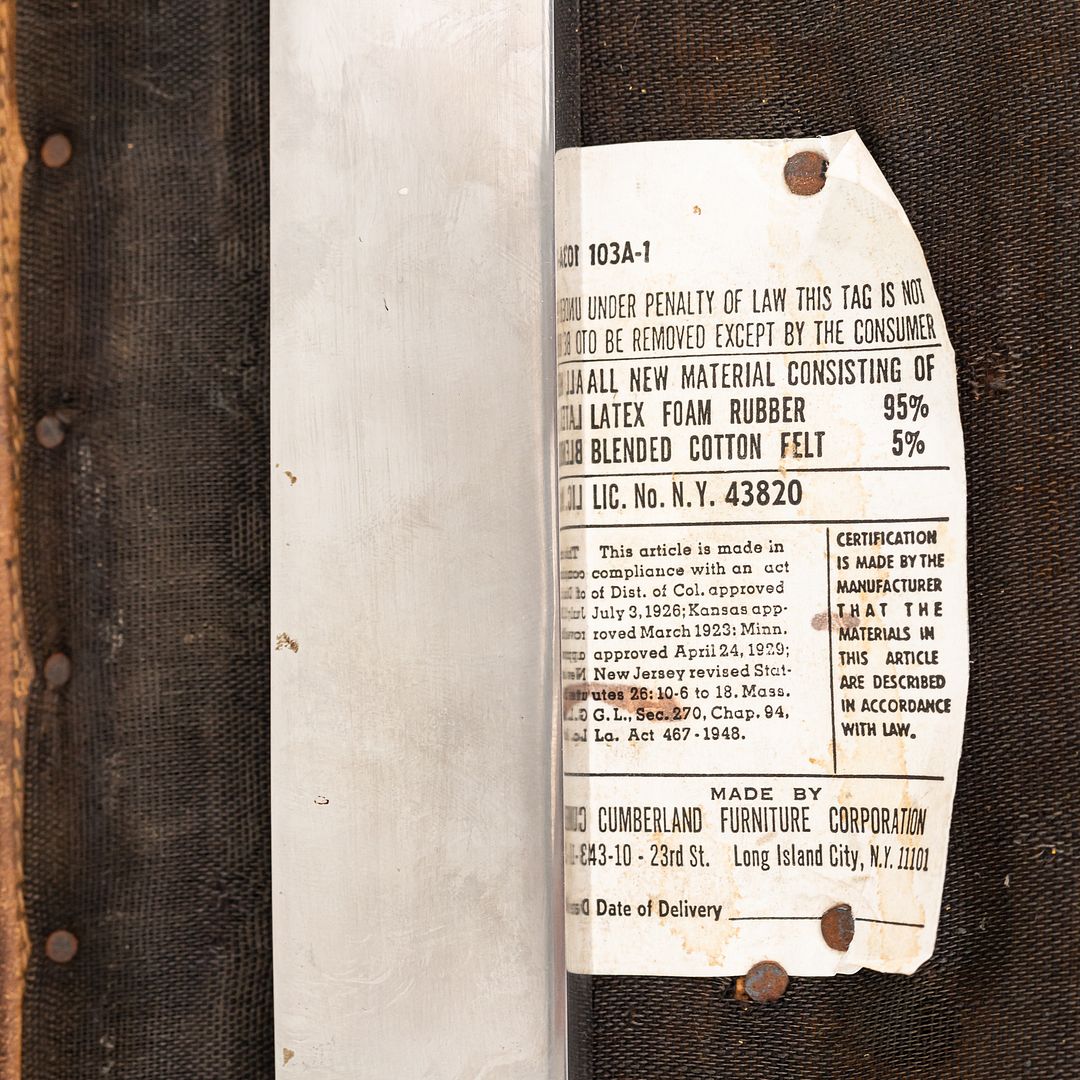 103A-1
UNDER PENALTY OF LAW THIS TAG IS NOT
TO BE REMOVED EXCEPT BY THE CONSUMER
ALL NEW MATERIAL CONSISTING OF
LATEX FOAM RUBBER 95%
BLENDED COTTON FELT 5%
LIC. No. N.Y. 43820
This article is made in
compliance with an act
of Dist. of Col. approved
July 3, 1926; Kansas app-
roved March 1923: Minn.
approved April 24, 1929;
New Jersey revised Stat-
utes 26: 10-6 to 18. Mass.
G. L., Sec. 270, Chap. 94,
La. Act 467 - 1948.
CERTIFICATION
IS MADE BY THE
MANUFACTURER
THAT THE
MATERIALS IN
THIS ARTICLE
ARE DESCRIBED
IN ACCORDANCE
WITH LAW.
MADE BY
CUMBERLAND FURNITURE CORPORATION
43-10 - 23rd St. Long Island City, N.Y. 11101
Date of Delivery